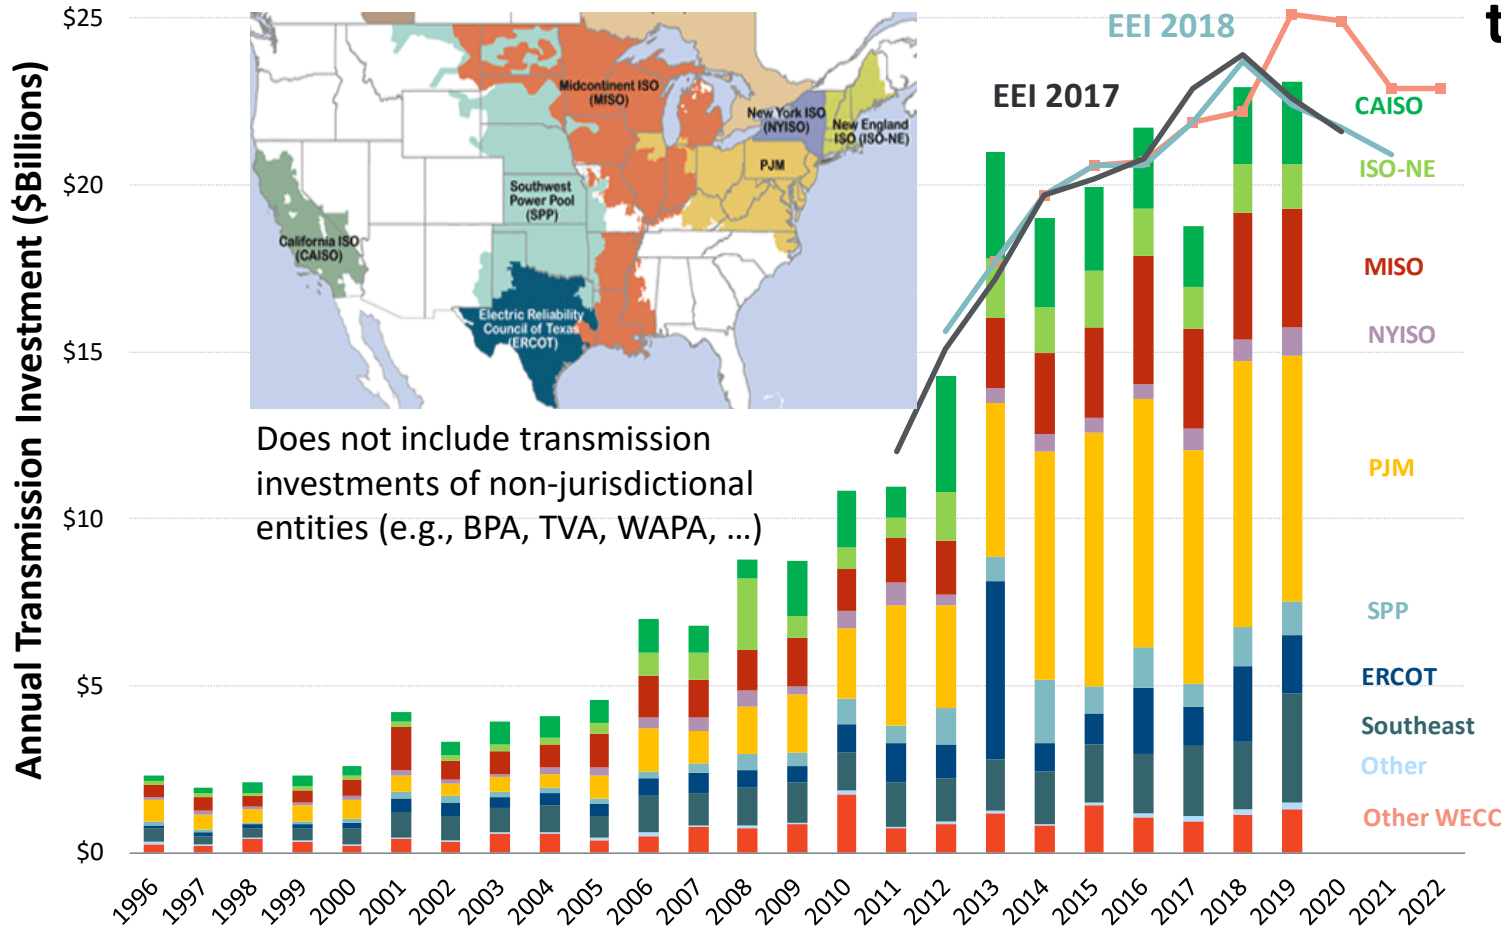 t
$25
$20
$15
$10
$5
$0
Annual Transmission Investment ($Billions)
EEI 2018
EEI 2017
Midcontinent ISO
(MISO)
New York ISO
(NYISO)
New England
ISO (ISO-NE)
PJM
Southwest
Power Pool
(SPP)
California ISO
(CAISO)
Electric Reliability
Council of Texas
(ERCOT)
Does not include transmission
investments of non-jurisdictional
entities (e.g., BPA, TVA, WAPA, ...)
CAISO
ISO-NE
MISO
NYISO
PJM
SPP
ERCOT
Southeast
Other
Other WECC
1996
1997
1998
1999
2000
2001
2002
2003
2004
2005
2006
2007
2008
2009
2010
2011
2012
2013
2014
2015
2016
2017
2018
2019
2020
2021
2022